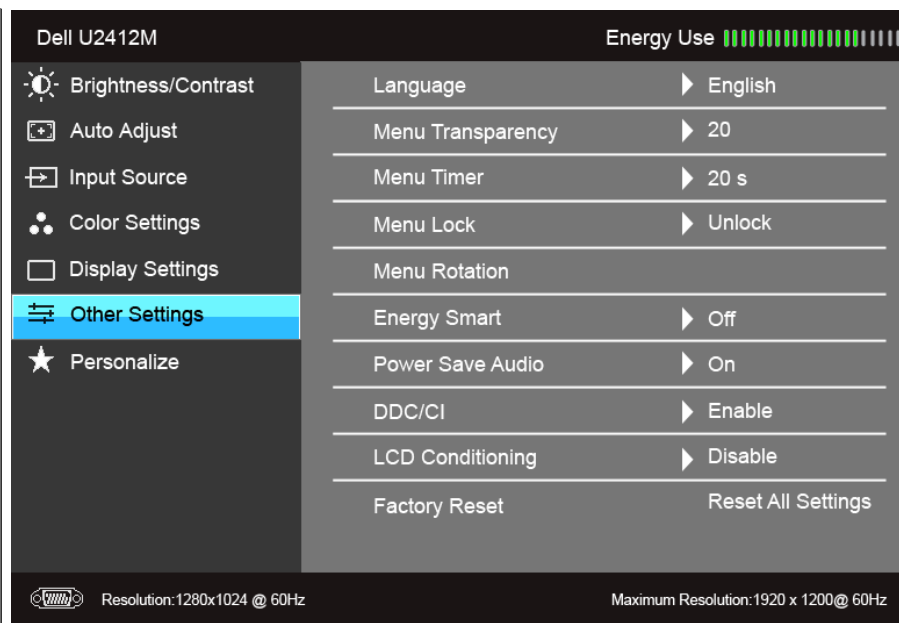 Dell U2412M Energy Use
Brightness/Contrast
Auto Adjust
Input Source
Color Settings
Display Settings
Other Settings
Personalize
Language English
Menu Transparency 20
Menu Timer 20 s
Menu Lock Unlock
Menu Rotation
Energy Smart Off
Power Save Audio On
DDC/CI Enable
LCD Conditioning Disable
Factory Reset Reset All Settings
Resolution:1280x1024 @ 60Hz Maximum Resolution:1920 x 1200@ 60Hz